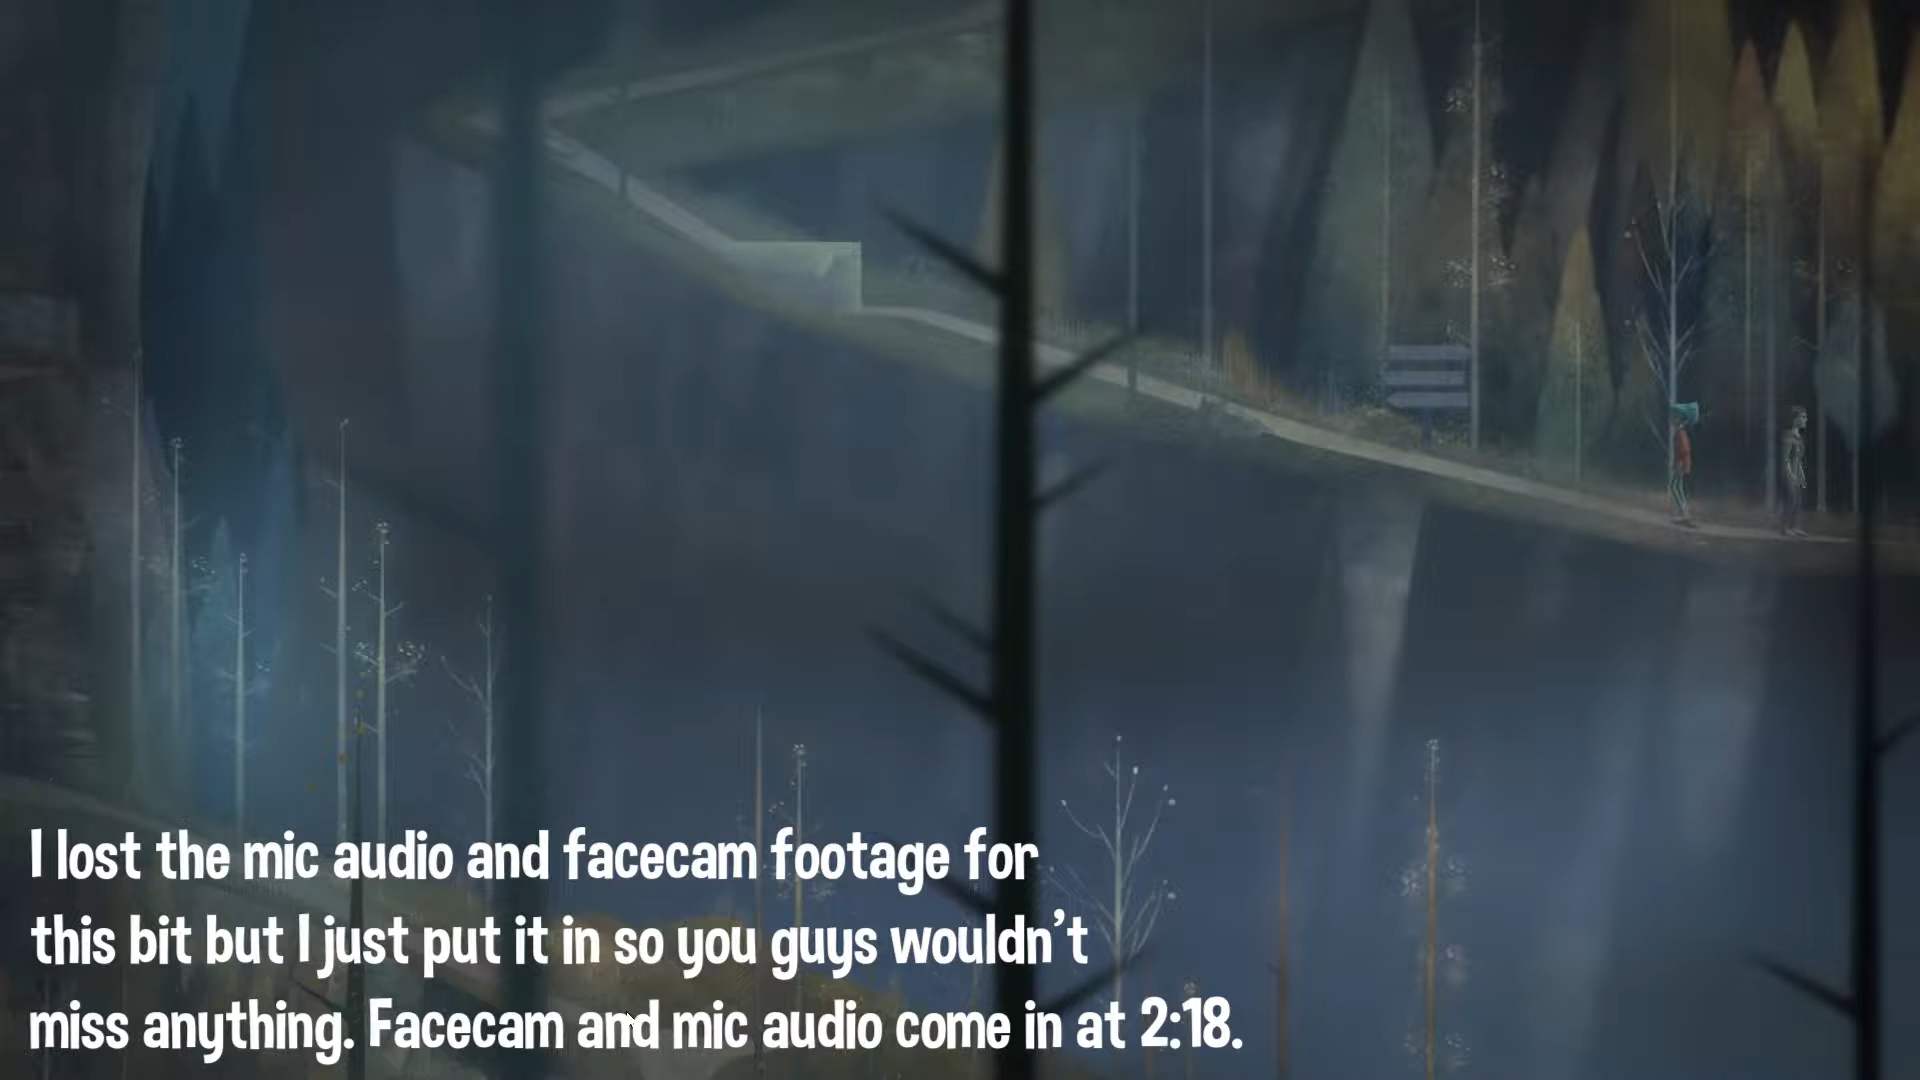 I lost the mic audio and facecam footage for
this bit but I just put it in so you guys wouldn't
miss anything. Facecam and mic audio come in at 2:18.